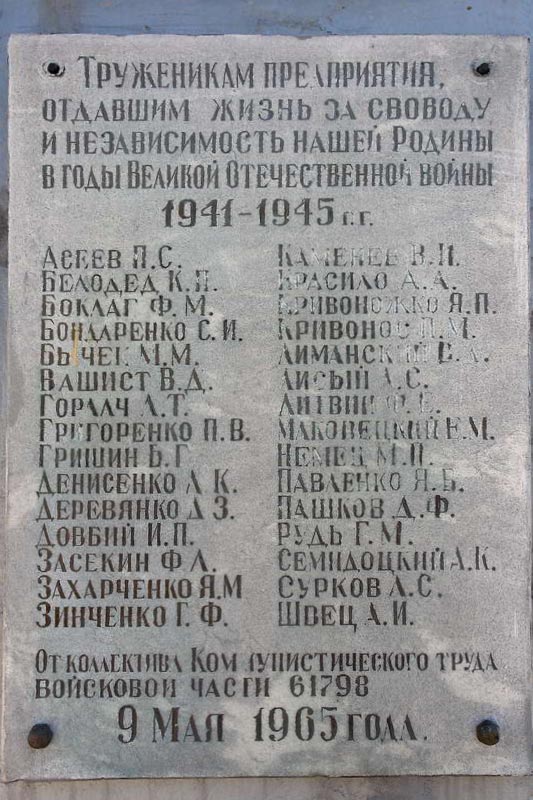 Труженикам предприятия,
отдавшим жизнь за свободу
и независимость нашей Родины
в годы Великой Отечественной войны
1941-1945 г.г.
Асеев П.С.
Белодед К.П.
Боклаг Ф.М.
Бондаренко С.И.
Бычек М.М.
Вашист В.Д.
Горлач А.Т.
Григоренко П.В.
Гришин Б.Г
Денисенко А К.
Деревянко А З.
Довбий И.П.
Засекин Ф А.
Захарченко Я.М
Зинченко Г.Ф.
Каменев В.И.
Красило А.А.
Кривоножко Я.П.
Кривонос П.М.
Лиманский
Лисый А.С.
Литвин
Маковецкий Е.М.
Немец М.П.
Павленко Я.Б.
Пашков Д.Ф.
Рудь Г.М.
Семидоцкий А.К.
Сурков А.С.
Швец А.И.
От коллектива Коммунистического труда
войсковой части 61798
9 Мая 1965 года.